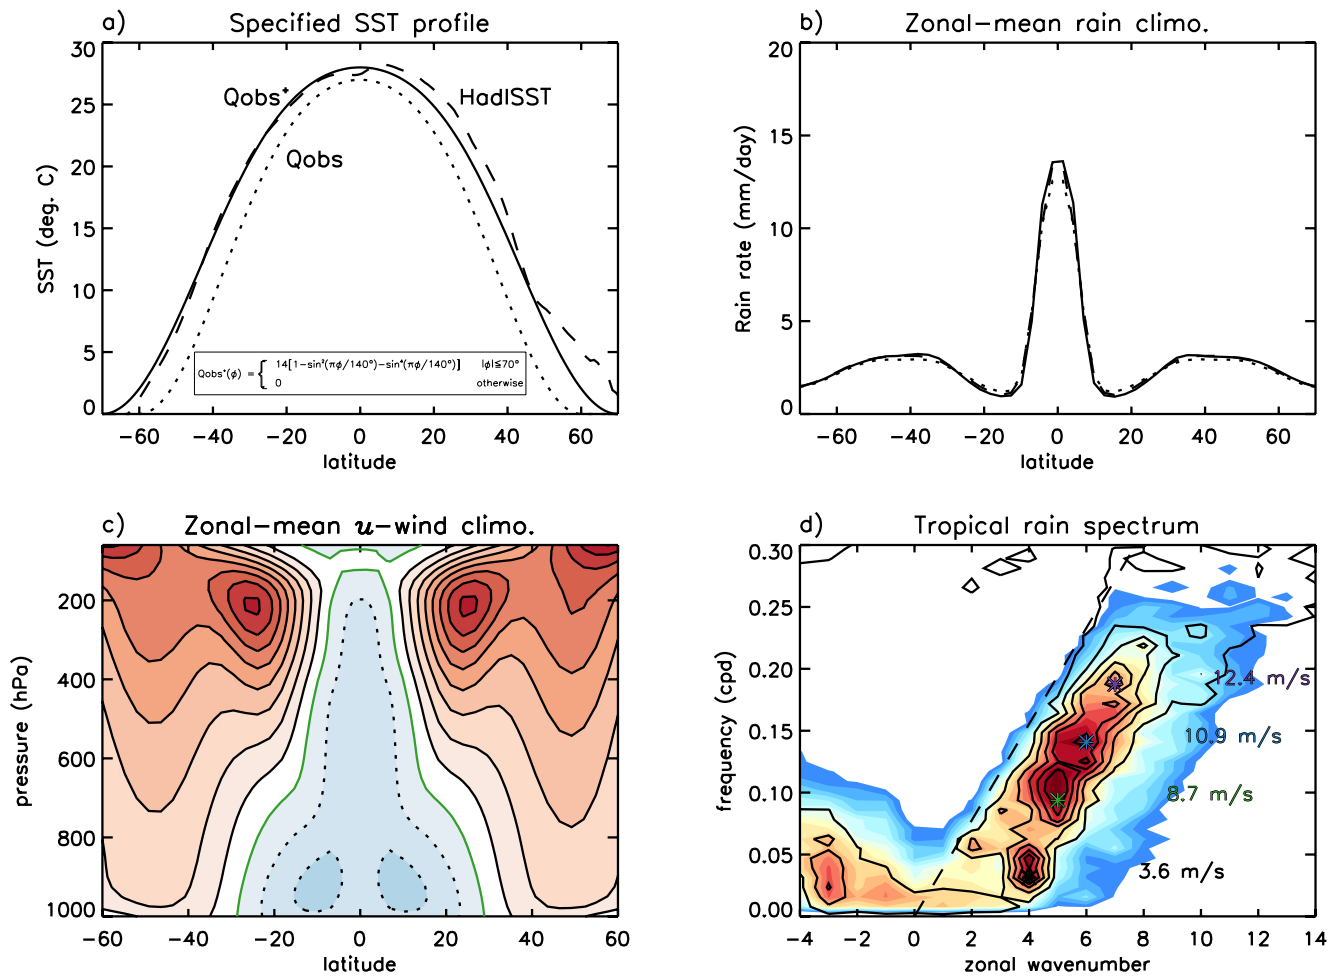 a) Specified SST profile
30
25
20
15
10
5
0
SST (deg. C)
Qobs+
HadISST
Qobs
Qobs+(ϕ) = { 14[1−sin²(πϕ/140°)−sin⁴(πϕ/140°)] |ϕ|≤70°
0 otherwise
−60 −40 −20 0 20 40 60
latitude
b) Zonal−mean rain climo.
20
15
10
5
0
Rain rate (mm/day)
−60 −40 −20 0 20 40 60
latitude
c) Zonal−mean u−wind climo.
200
400
600
800
1000
pressure (hPa)
−60 −40 −20 0 20 40 60
latitude
d) Tropical rain spectrum
0.30
0.25
0.20
0.15
0.10
0.05
0.00
frequency (cpd)
12.4 m/s
10.9 m/s
8.7 m/s
3.6 m/s
−4 −2 0 2 4 6 8 10 12 14
zonal wavenumber